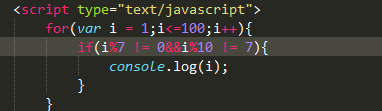 <script type="text/javascript">
for(var i = 1;i<=100;i++){
if(i%7 != 0&&i%10 != 7){
console.log(i);
}
}